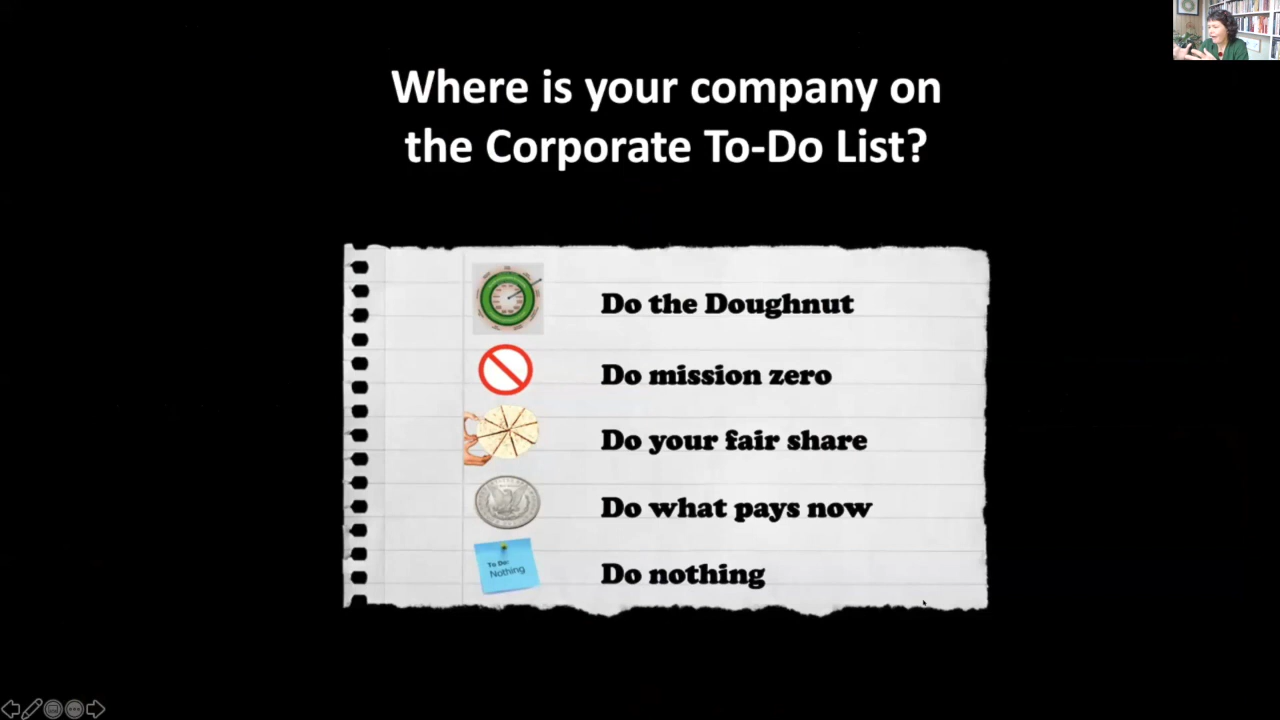 Where is your company on
the Corporate To-Do List?
Do the Doughnut
Do mission zero
Do your fair share
Do what pays now
To Do:
Nothing
Do nothing